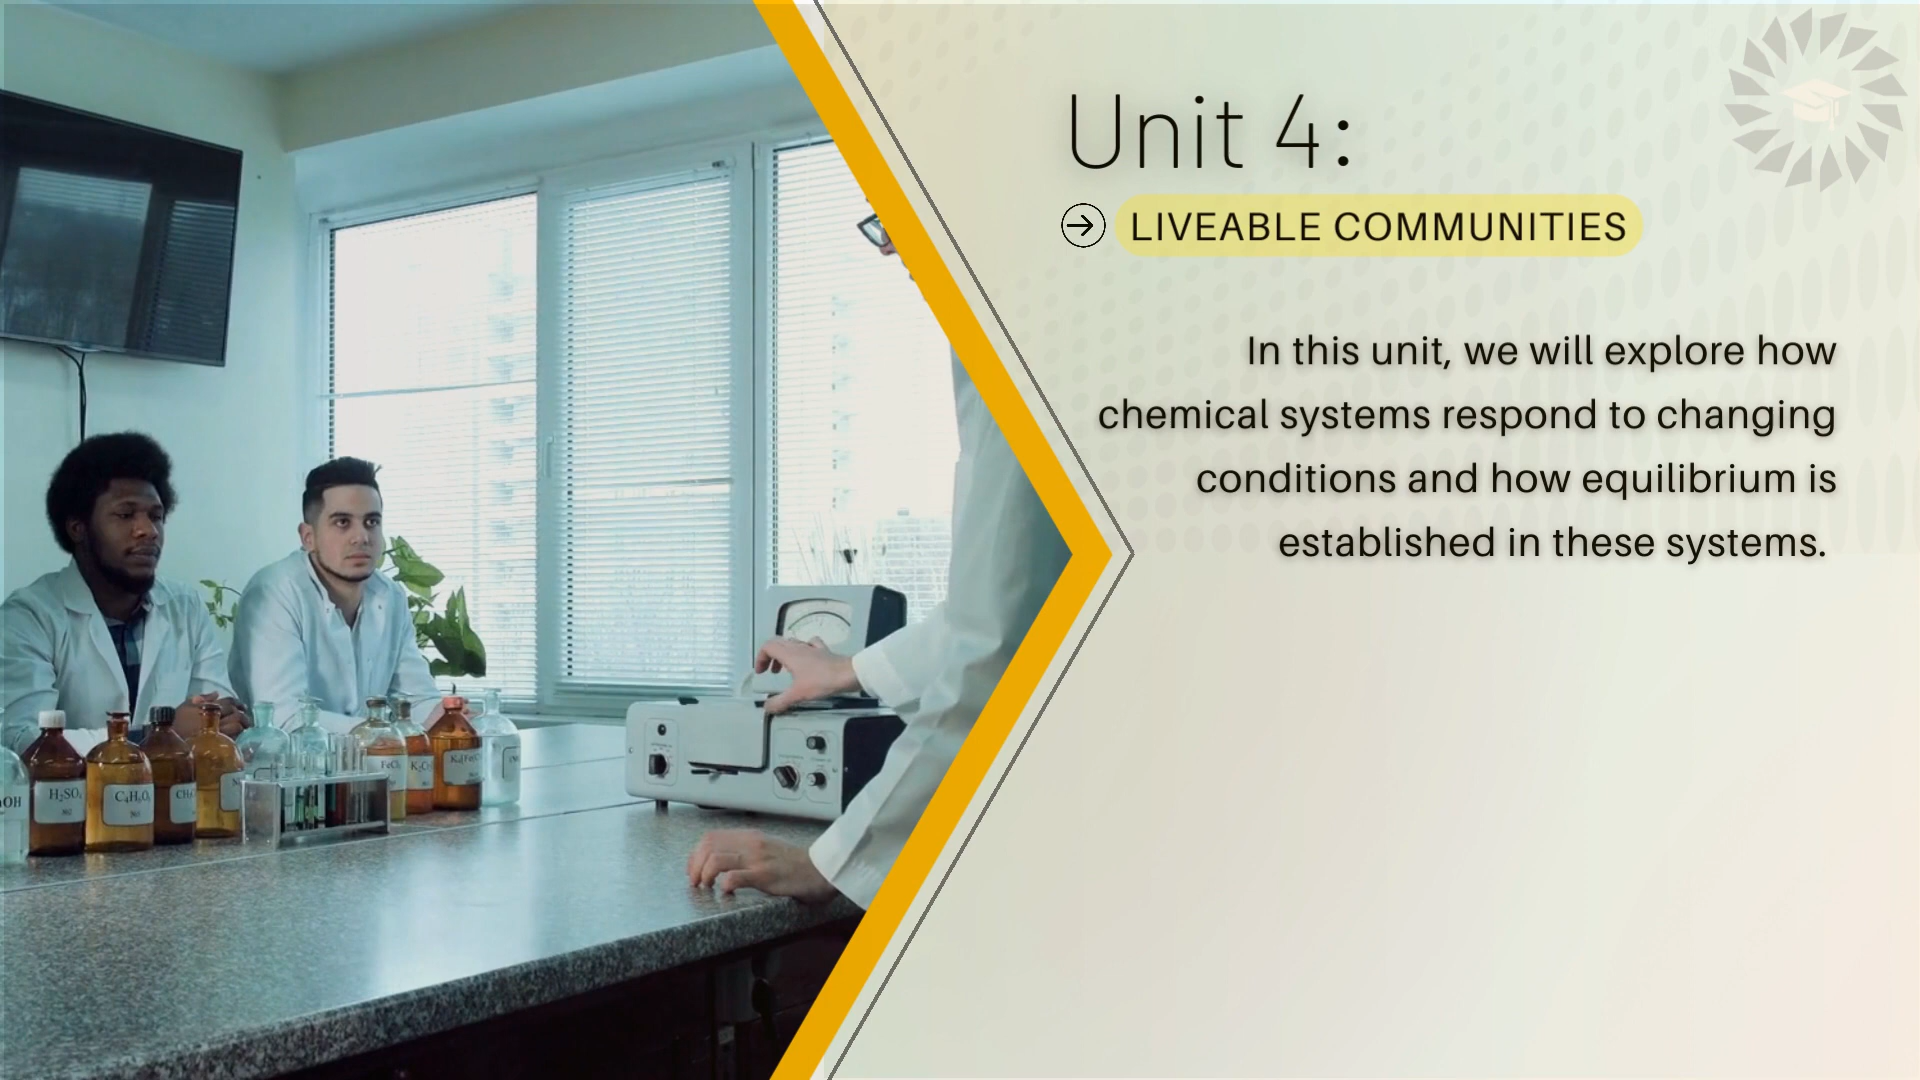 Unit 4:
LIVEABLE COMMUNITIES
In this unit, we will explore how
chemical systems respond to changing
conditions and how equilibrium is
established in these systems.
H₂SO₄